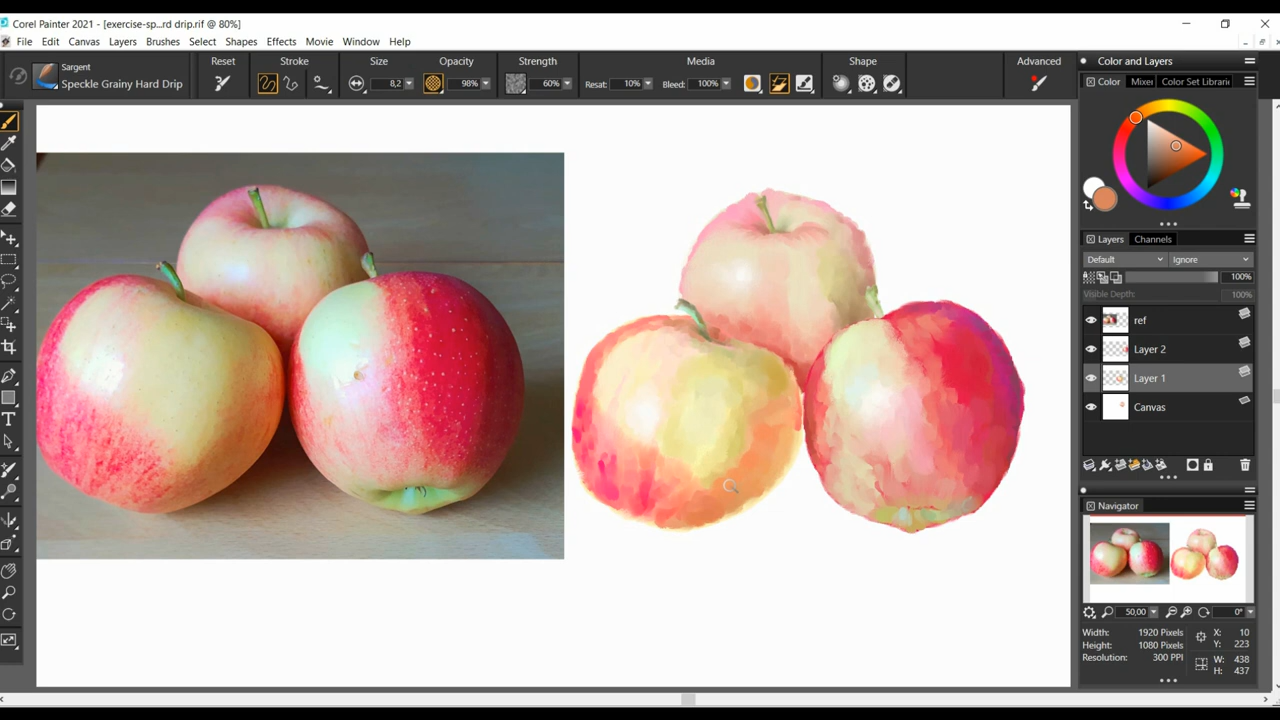 Corel Painter 2021 - [exercise-sp...rd drip.rif @ 80%]
File Edit Canvas Layers Brushes Select Shapes Effects Movie Window Help
Sargent
Speckle Grainy Hard Drip
Reset Stroke Size Opacity Strength Media Shape Advanced
8,2 98% 60% Resat: 10% Bleed: 100%
Color and Layers
Color Mixer Color Set Librarie
Layers Channels
Default Ignore
100%
Visible Depth: 100%
ref
Layer 2
Layer 1
Canvas
Navigator
50,00 0°
Width: 1920 Pixels X: 10
Height: 1080 Pixels Y: 223
Resolution: 300 PPI
W: 438
H: 437